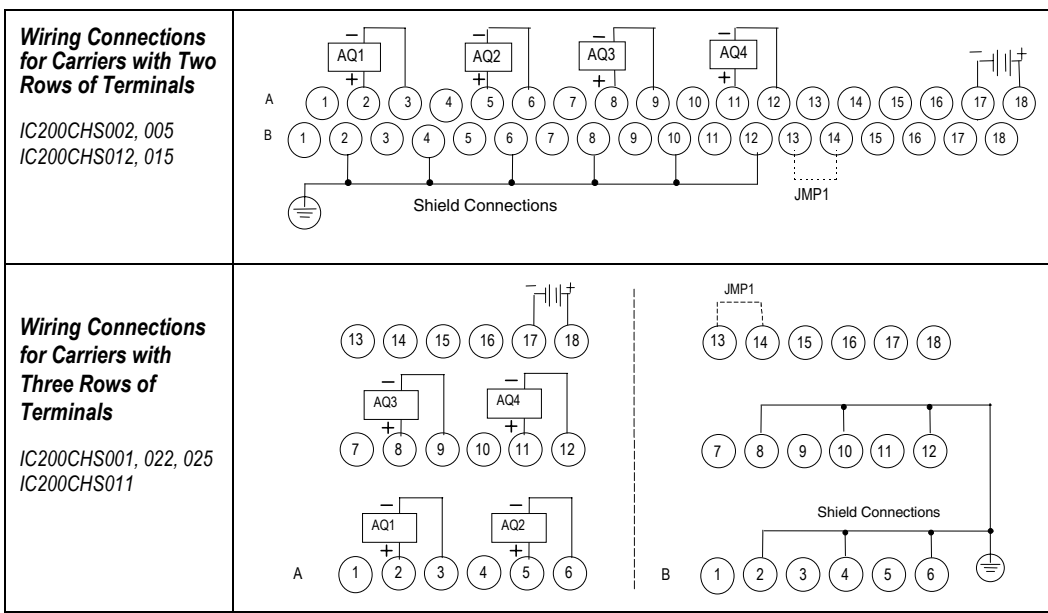 Wiring Connections
for Carriers with Two
Rows of Terminals
IC200CHS002, 005
IC200CHS012, 015
− − − −
AQ1 AQ2 AQ3 AQ4
+ + + +
− +
A 1 2 3 4 5 6 7 8 9 10 11 12 13 14 15 16 17 18
B 1 2 3 4 5 6 7 8 9 10 11 12 13 14 15 16 17 18
JMP1
Shield Connections
Wiring Connections
for Carriers with
Three Rows of
Terminals
IC200CHS001, 022, 025
IC200CHS011
− +
13 14 15 16 17 18
− −
AQ3 AQ4
+ +
7 8 9 10 11 12
− −
AQ1 AQ2
+ +
A 1 2 3 4 5 6
JMP1
13 14 15 16 17 18
7 8 9 10 11 12
Shield Connections
B 1 2 3 4 5 6